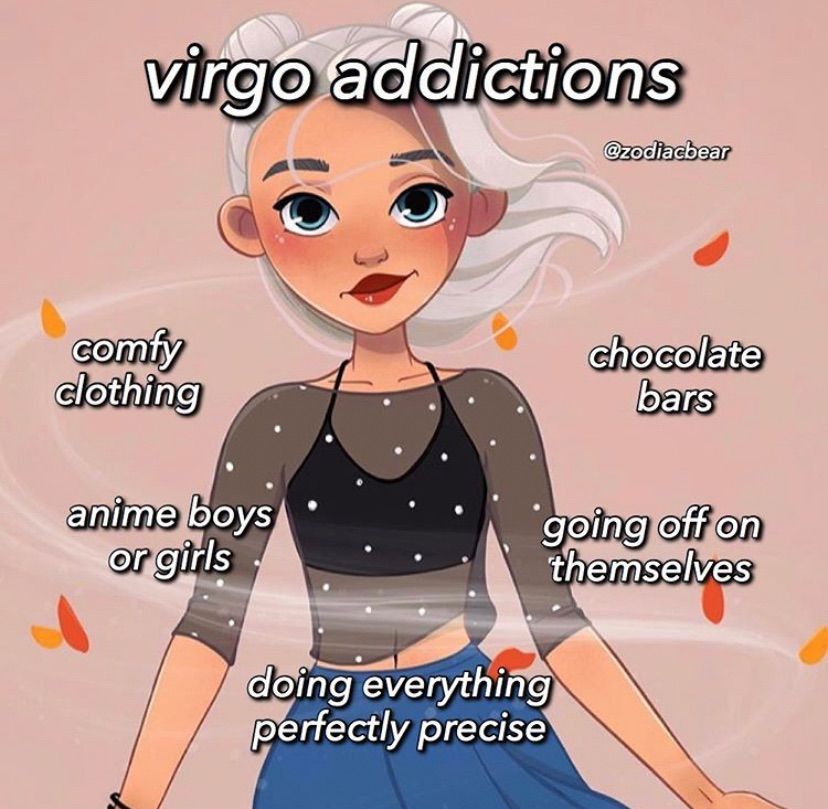 virgo addictions
@zodiacbear
comfy
clothing
chocolate
bars
anime boys
or girls
going off on
themselves
doing everything
perfectly precise